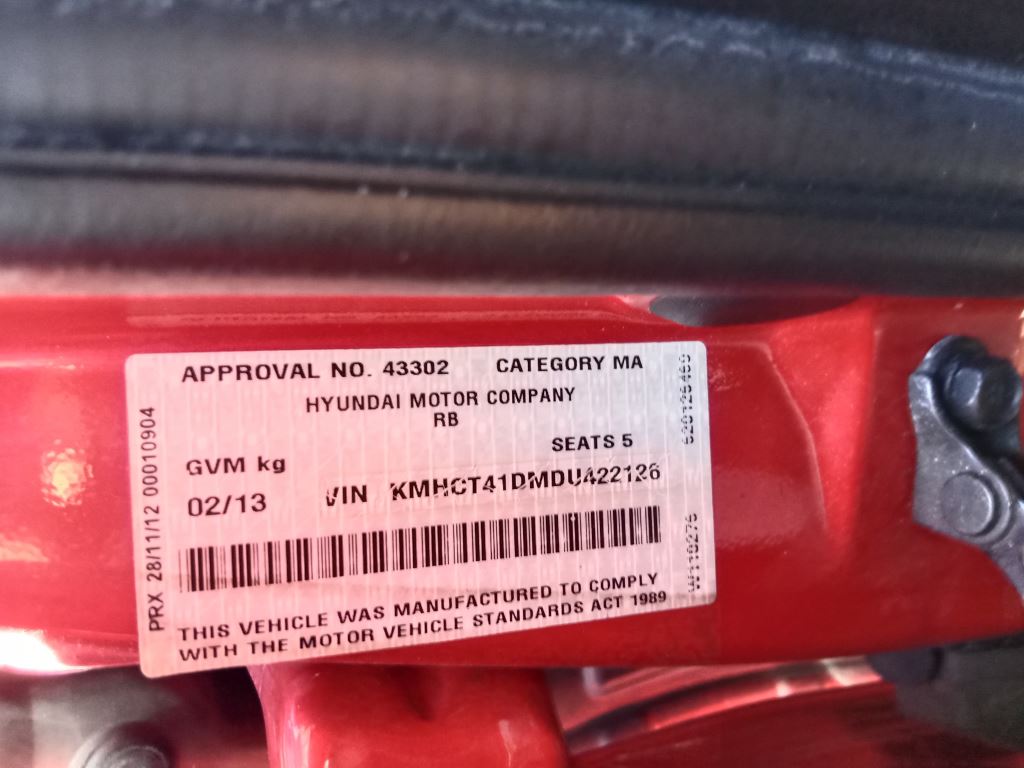 APPROVAL NO. 43302 CATEGORY MA
HYUNDAI MOTOR COMPANY
RB
SEATS 5
GVM kg
02/13 VIN KMHCT41DMDU422126
THIS VEHICLE WAS MANUFACTURED TO COMPLY
WITH THE MOTOR VEHICLE STANDARDS ACT 1989
PRX 28/11/12 00010904